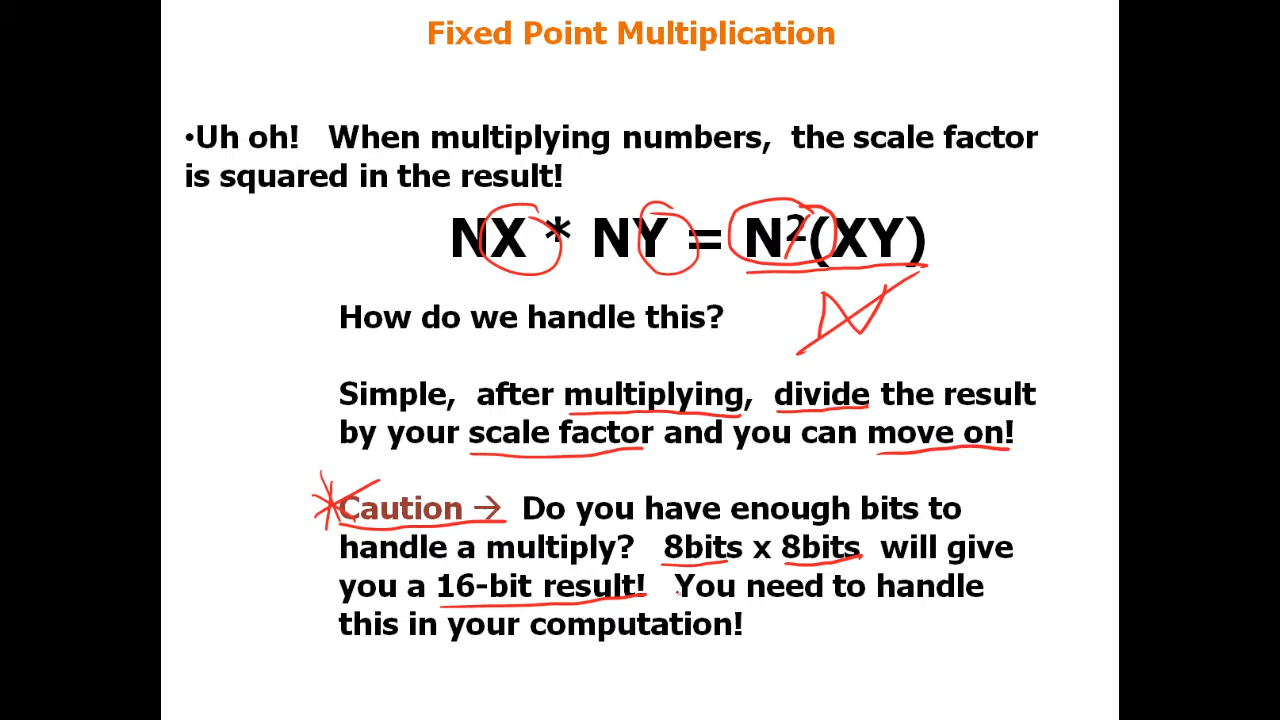 Fixed Point Multiplication
•Uh oh! When multiplying numbers, the scale factor
is squared in the result!
NX * NY = N²(XY)
N
How do we handle this?
Simple, after multiplying, divide the result
by your scale factor and you can move on!
Caution → Do you have enough bits to
handle a multiply? 8bits x 8bits will give
you a 16-bit result! You need to handle
this in your computation!